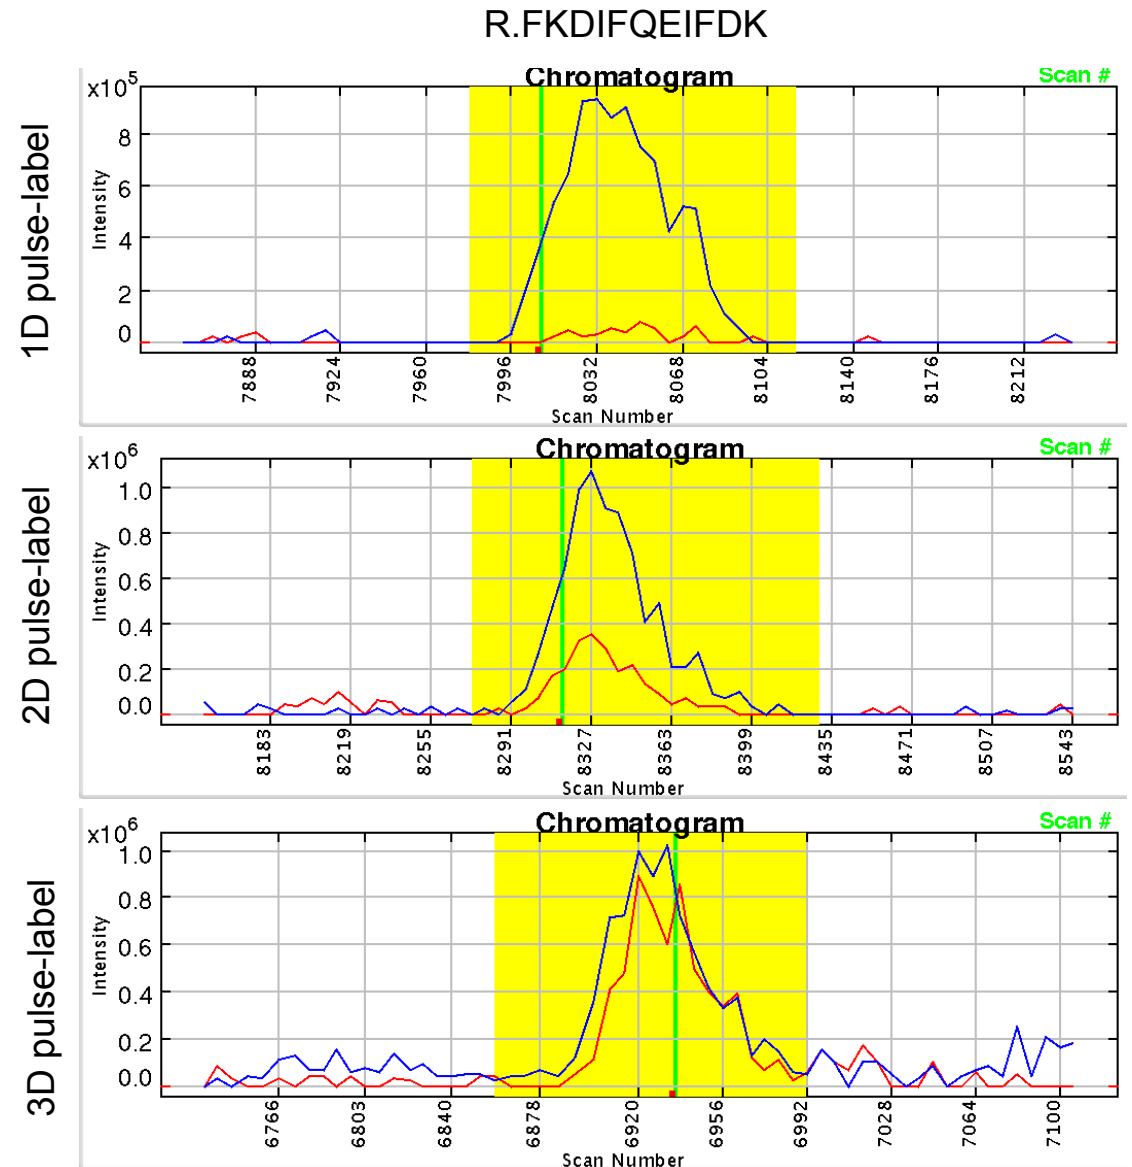 R.FKDIFQEIFDK
1D pulse-label
Chromatogram
Scan #
x10^5
Intensity
8
6
4
2
0
7888 7924 7960 7996 8032 8068 8104 8140 8176 8212
Scan Number
2D pulse-label
Chromatogram
Scan #
x10^6
Intensity
1.0
0.8
0.6
0.4
0.2
0.0
8183 8219 8255 8291 8327 8363 8399 8435 8471 8507 8543
Scan Number
3D pulse-label
Chromatogram
Scan #
x10^6
Intensity
1.0
0.8
0.6
0.4
0.2
0.0
6766 6803 6840 6878 6920 6956 6992 7028 7064 7100
Scan Number